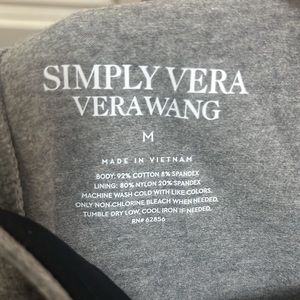 SIMPLY VERA
VERAWANG
M
MADE IN VIETNAM
BODY: 92% COTTON 8% SPANDEX
LINING: 80% NYLON 20% SPANDEX
MACHINE WASH COLD WITH LIKE COLORS.
ONLY NON-CHLORINE BLEACH WHEN NEEDED.
TUMBLE DRY LOW, COOL IRON IF NEEDED.
RN# 62856